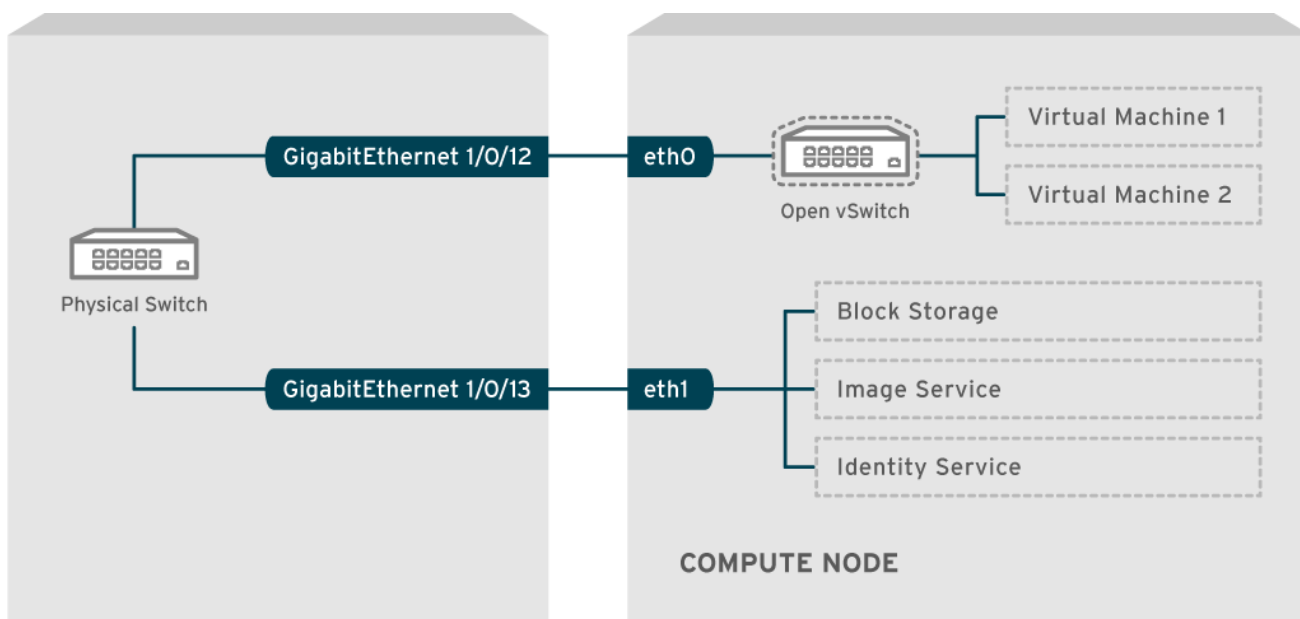 GigabitEthernet 1/0/12
eth0
Open vSwitch
Virtual Machine 1
Virtual Machine 2
Physical Switch
GigabitEthernet 1/0/13
eth1
Block Storage
Image Service
Identity Service
COMPUTE NODE